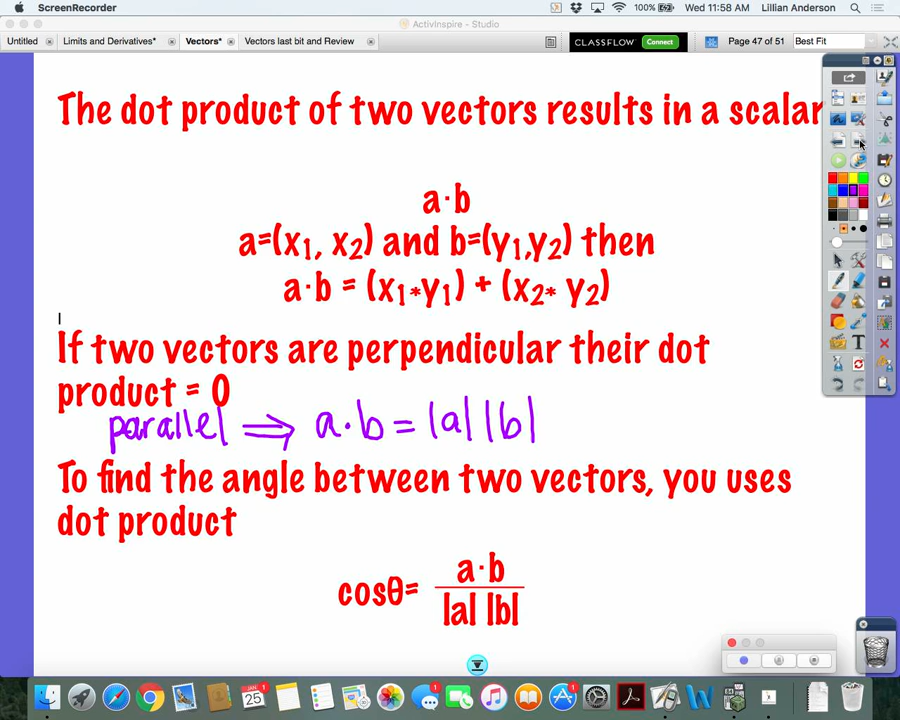 ScreenRecorder
100%
Wed 11:58 AM
Lillian Anderson
ActivInspire - Studio
Untitled
Limits and Derivatives*
Vectors*
Vectors last bit and Review
CLASSFLOW
Connect
Page 47 of 51
Best Fit
The dot product of two vectors results in a scalar
a·b
a=(x₁, x₂) and b=(y₁,y₂) then
a·b = (x₁*y₁) + (x₂* y₂)
If two vectors are perpendicular their dot
product = 0
parallel ⇒ a·b = |a| |b|
To find the angle between two vectors, you uses
dot product
cosθ= a·b
|a| |b|
JAN
25